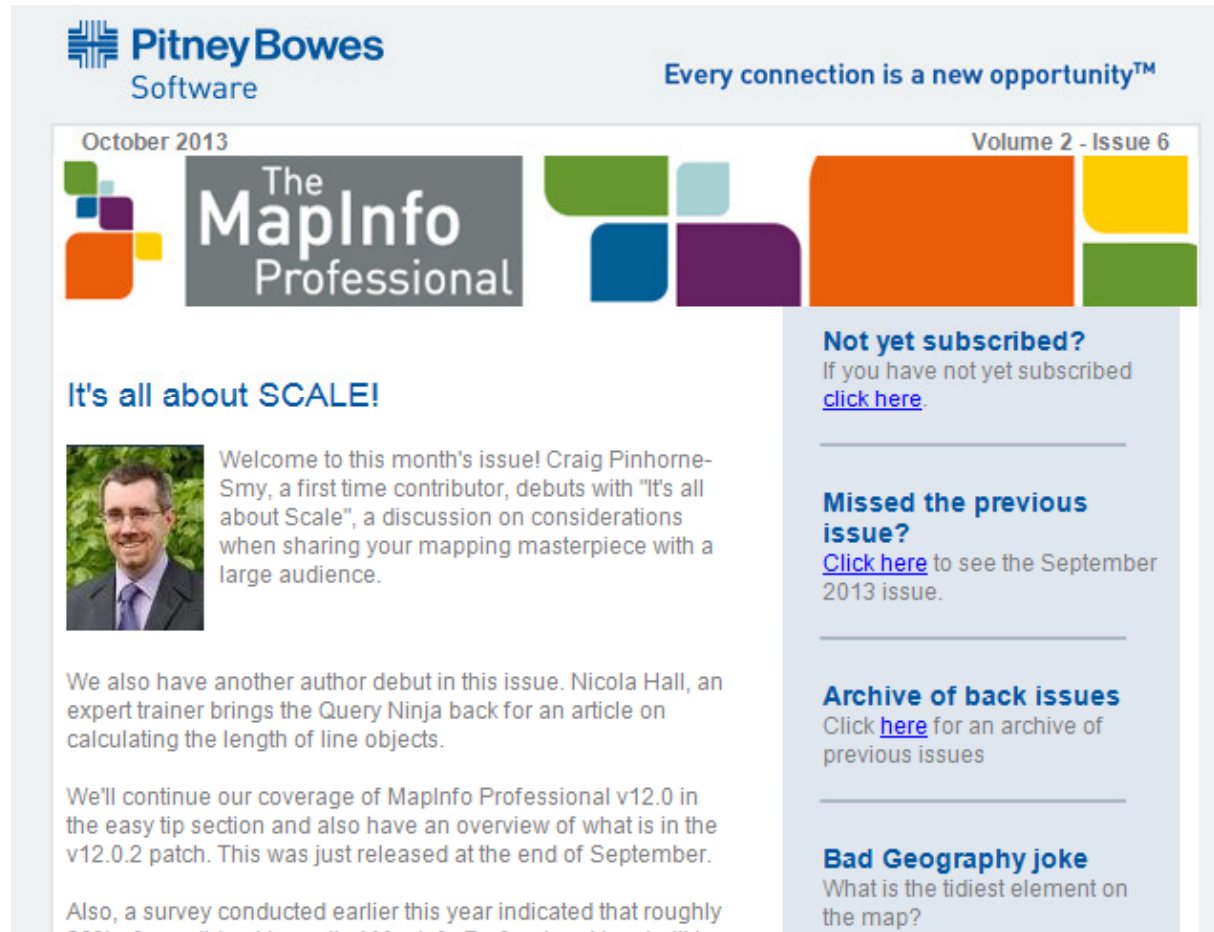 PitneyBowes
Software
Every connection is a new opportunity™
October 2013
Volume 2 - Issue 6
The
MapInfo
Professional
It's all about SCALE!
Welcome to this month's issue! Craig Pinhorne-
Smy, a first time contributor, debuts with "It's all
about Scale", a discussion on considerations
when sharing your mapping masterpiece with a
large audience.
We also have another author debut in this issue. Nicola Hall, an
expert trainer brings the Query Ninja back for an article on
calculating the length of line objects.
We'll continue our coverage of MapInfo Professional v12.0 in
the easy tip section and also have an overview of what is in the
v12.0.2 patch. This was just released at the end of September.
Also, a survey conducted earlier this year indicated that roughly
Not yet subscribed?
If you have not yet subscribed
click here.
Missed the previous
issue?
Click here to see the September
2013 issue.
Archive of back issues
Click here for an archive of
previous issues
Bad Geography joke
What is the tidiest element on
the map?